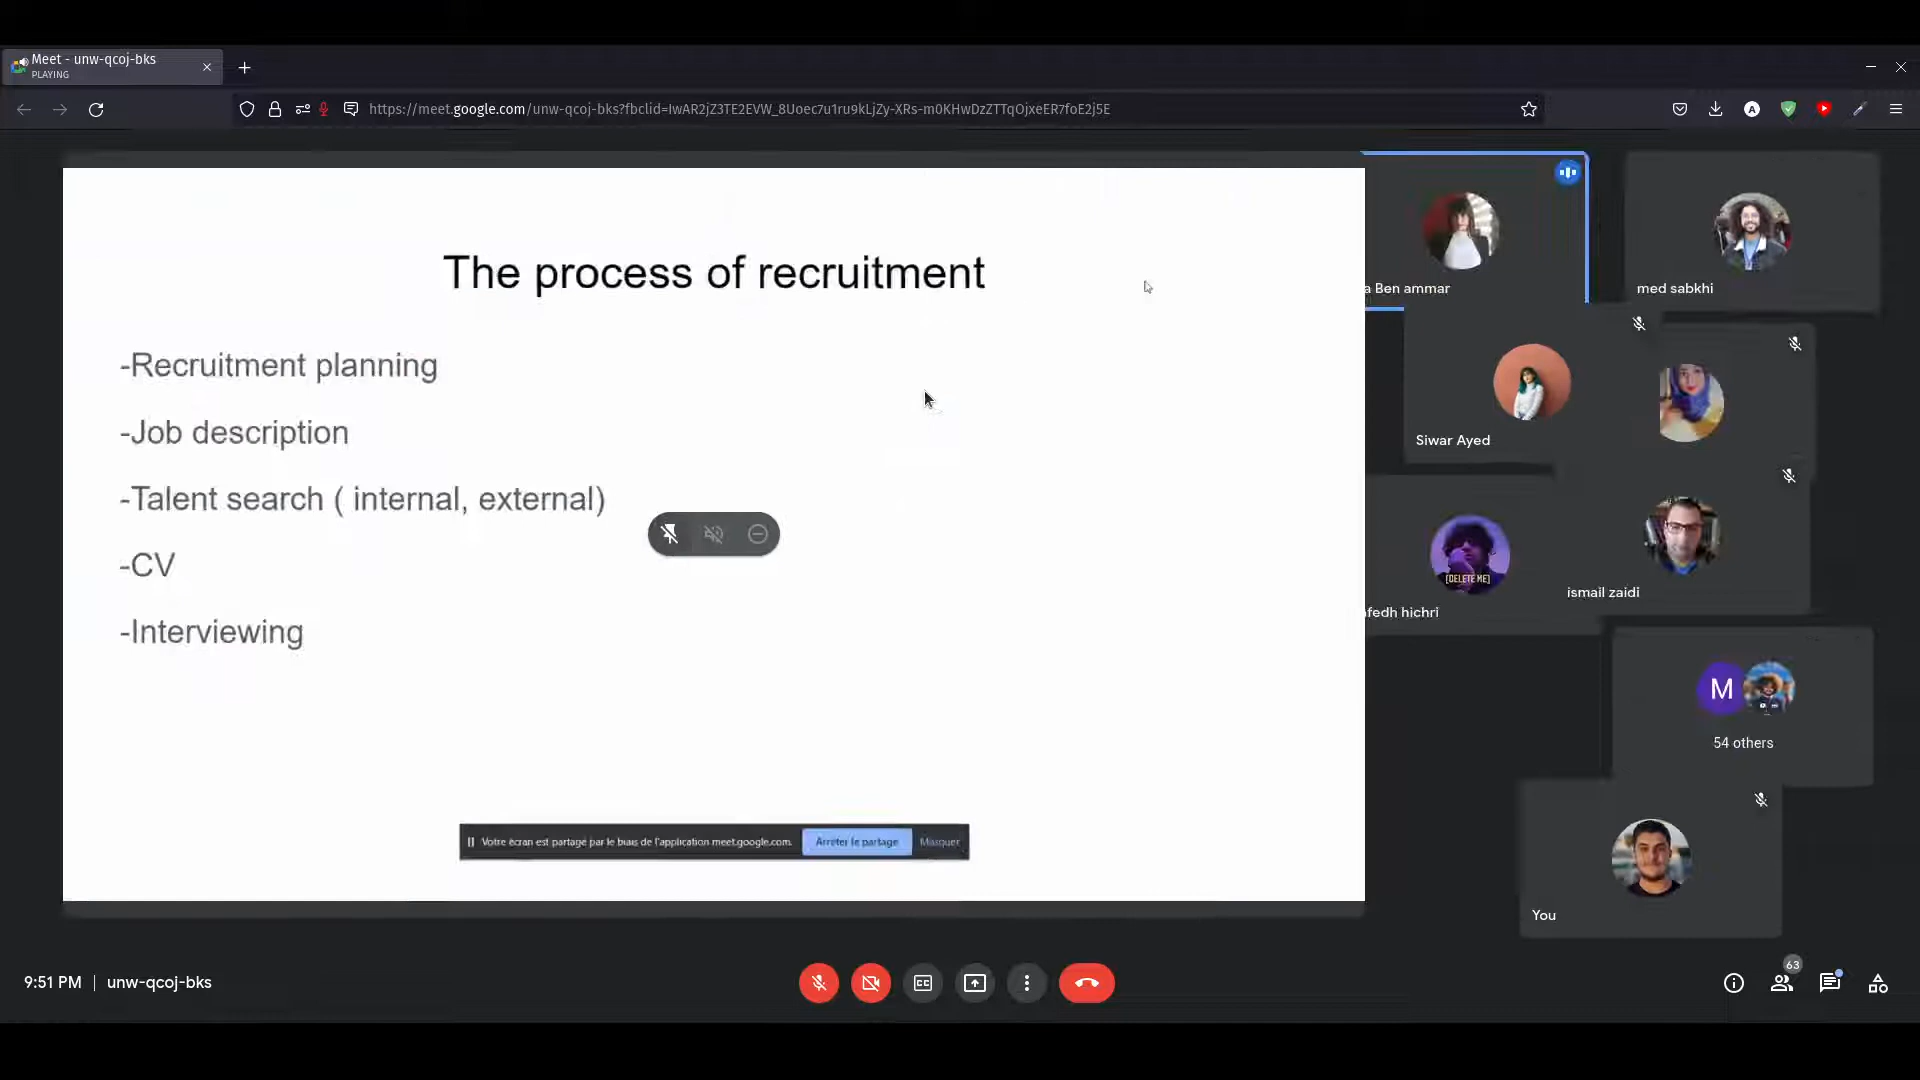 Meet - unw-qcoj-bks
PLAYING
https://meet.google.com/unw-qcoj-bks?fbclid=IwAR2jZ3TE2EVW_8Uoec7u1ru9kLjZy-XRs-m0KHwDzZTTqOjxeER7foE2j5E
The process of recruitment
-Recruitment planning
-Job description
-Talent search ( internal, external)
-CV
-Interviewing
Votre écran est partagé par le biais de l'application meet.google.com.
Arrêter le partage
Masquer
a Ben ammar
med sabkhi
Siwar Ayed
[DELETE ME]
afedh hichri
ismail zaidi
M
54 others
You
9:51 PM
unw-qcoj-bks
63